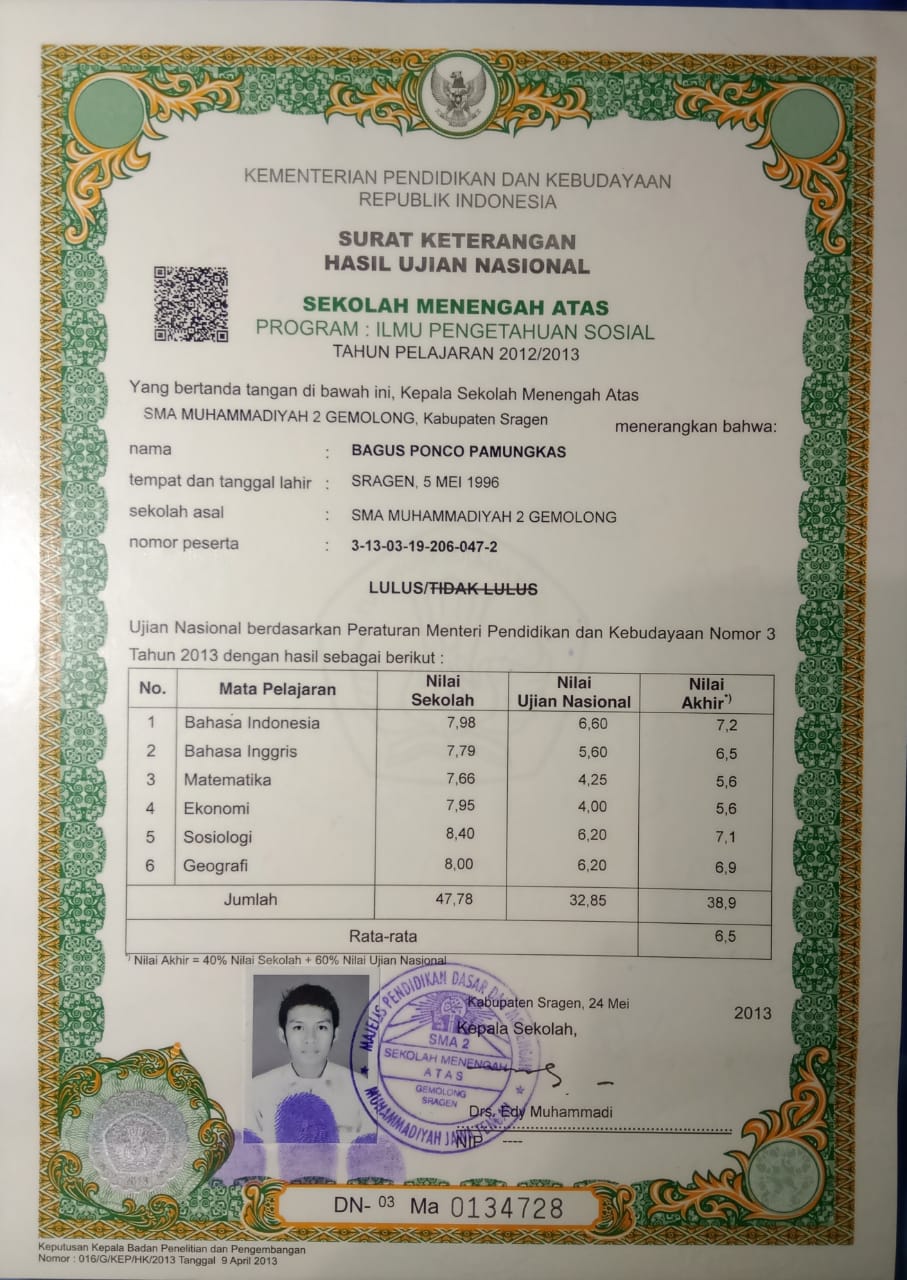 KEMENTERIAN PENDIDIKAN DAN KEBUDAYAAN
REPUBLIK INDONESIA
SURAT KETERANGAN
HASIL UJIAN NASIONAL
SEKOLAH MENENGAH ATAS
PROGRAM : ILMU PENGETAHUAN SOSIAL
TAHUN PELAJARAN 2012/2013
Yang bertanda tangan di bawah ini, Kepala Sekolah Menengah Atas
SMA MUHAMMADIYAH 2 GEMOLONG, Kabupaten Sragen menerangkan bahwa:
nama : BAGUS PONCO PAMUNGKAS
tempat dan tanggal lahir : SRAGEN, 5 MEI 1996
sekolah asal : SMA MUHAMMADIYAH 2 GEMOLONG
nomor peserta : 3-13-03-19-206-047-2
LULUS/TIDAK LULUS
Ujian Nasional berdasarkan Peraturan Menteri Pendidikan dan Kebudayaan Nomor 3
Tahun 2013 dengan hasil sebagai berikut :
No. Mata Pelajaran Nilai Sekolah Nilai Ujian Nasional Nilai Akhir*)
1 Bahasa Indonesia 7,98 6,60 7,2
2 Bahasa Inggris 7,79 5,60 6,5
3 Matematika 7,66 4,25 5,6
4 Ekonomi 7,95 4,00 5,6
5 Sosiologi 8,40 6,20 7,1
6 Geografi 8,00 6,20 6,9
Jumlah 47,78 32,85 38,9
Rata-rata 6,5
*) Nilai Akhir = 40% Nilai Sekolah + 60% Nilai Ujian Nasional
Kabupaten Sragen, 24 Mei 2013
Kepala Sekolah,
MAJELIS PENDIDIKAN DASAR
SMA 2
SEKOLAH MENENGAH
ATAS
GEMOLONG
SRAGEN
MUHAMMADIYAH JAWA TENGAH
Drs. Edy Muhammadi
NIP ----
DN- 03 Ma 0134728
Keputusan Kepala Badan Penelitian dan Pengembangan
Nomor : 016/G/KEP/HK/2013 Tanggal 9 April 2013